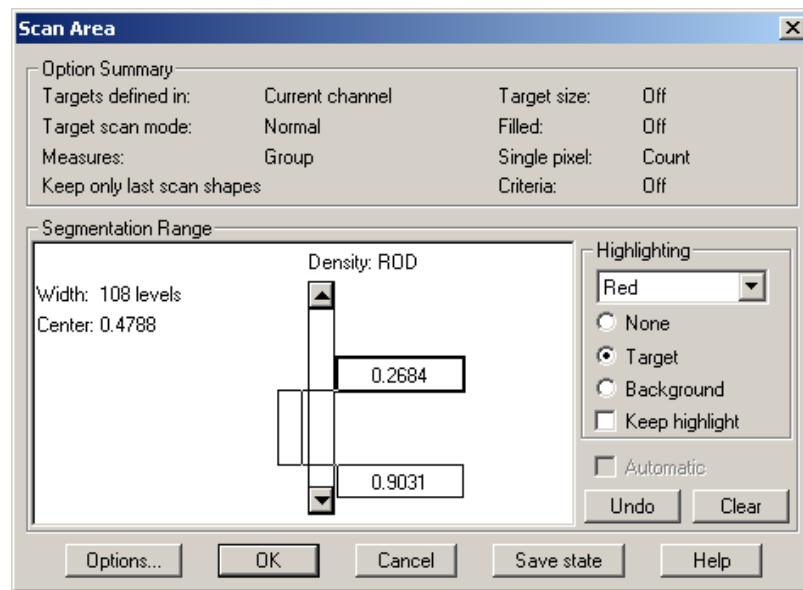 Scan Area
Option Summary
Targets defined in: Current channel Target size: Off
Target scan mode: Normal Filled: Off
Measures: Group Single pixel: Count
Keep only last scan shapes Criteria: Off
Segmentation Range
Density: ROD
Width: 108 levels
Center: 0.4788
0.2684
0.9031
Highlighting
Red
None
Target
Background
Keep highlight
Automatic
Undo Clear
Options... OK Cancel Save state Help